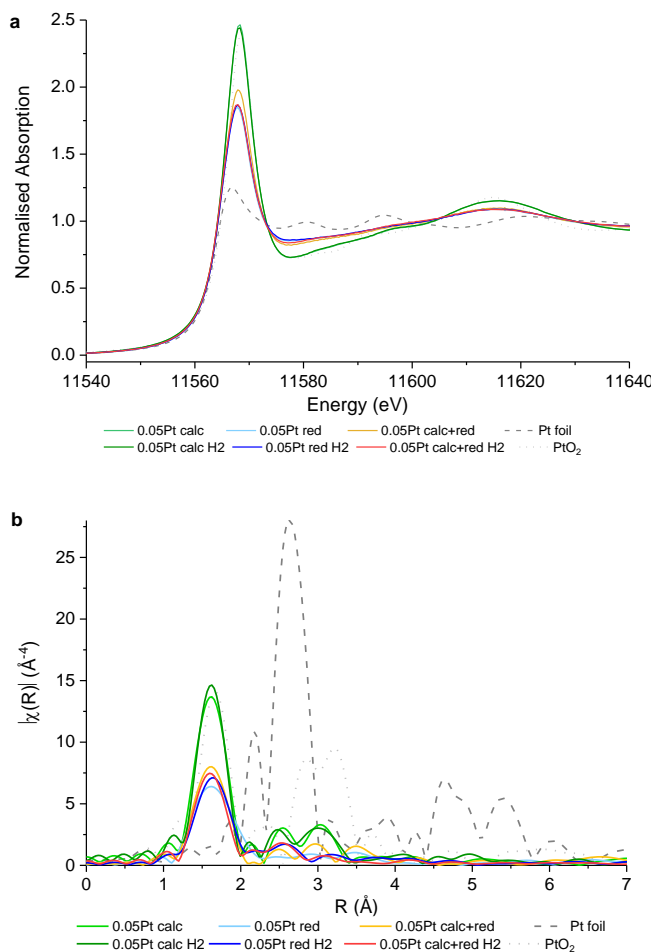 a
2.5
2.0
1.5
1.0
0.5
0.0
Normalised Absorption
11540 11560 11580 11600 11620 11640
Energy (eV)
0.05Pt calc 0.05Pt red 0.05Pt calc+red Pt foil
0.05Pt calc H2 0.05Pt red H2 0.05Pt calc+red H2 PtO₂
b
25
20
15
10
5
0
|χ(R)| (Å⁻⁴)
0 1 2 3 4 5 6 7
R (Å)
0.05Pt calc 0.05Pt red 0.05Pt calc+red Pt foil
0.05Pt calc H2 0.05Pt red H2 0.05Pt calc+red H2 PtO₂